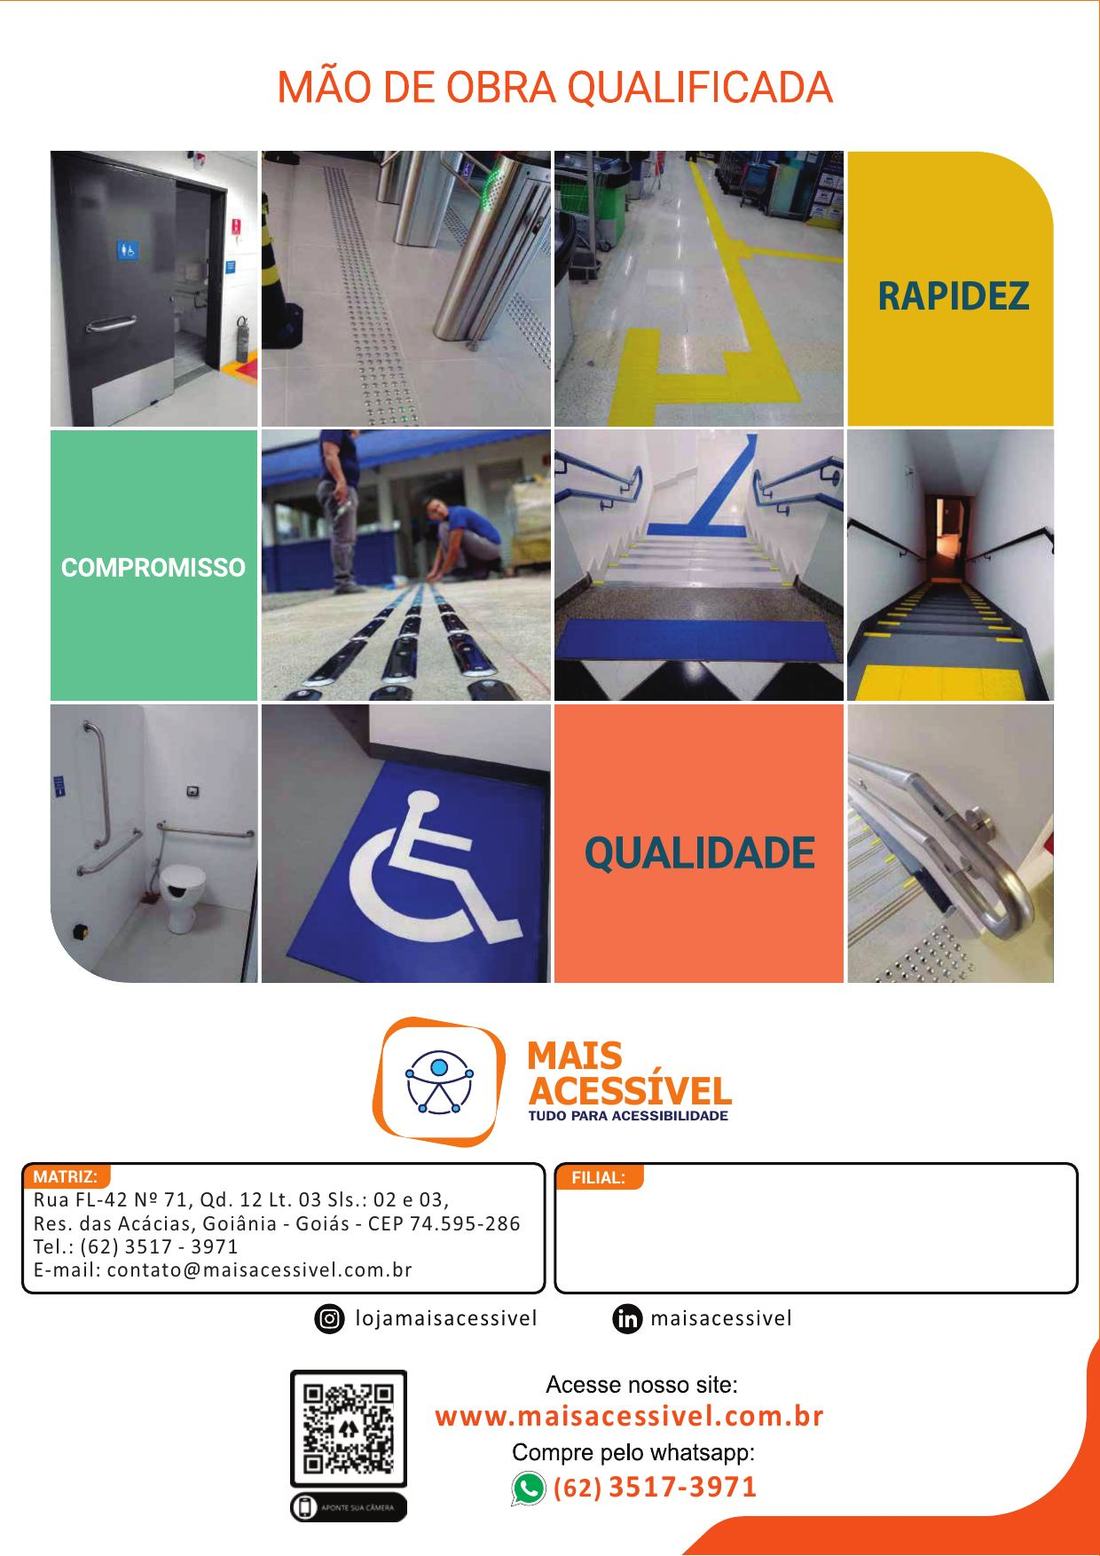 MÃO DE OBRA QUALIFICADA
RAPIDEZ
COMPROMISSO
QUALIDADE
MAIS
ACESSÍVEL
TUDO PARA ACESSIBILIDADE
MATRIZ:
Rua FL-42 Nº 71, Qd. 12 Lt. 03 Sls.: 02 e 03,
Res. das Acácias, Goiânia - Goiás - CEP 74.595-286
Tel.: (62) 3517 - 3971
E-mail: contato@maisacessivel.com.br
FILIAL:
lojamaisacessivel
in maisacessivel
Acesse nosso site:
www.maisacessivel.com.br
Compre pelo whatsapp:
(62) 3517-3971
APONTE SUA CÂMERA